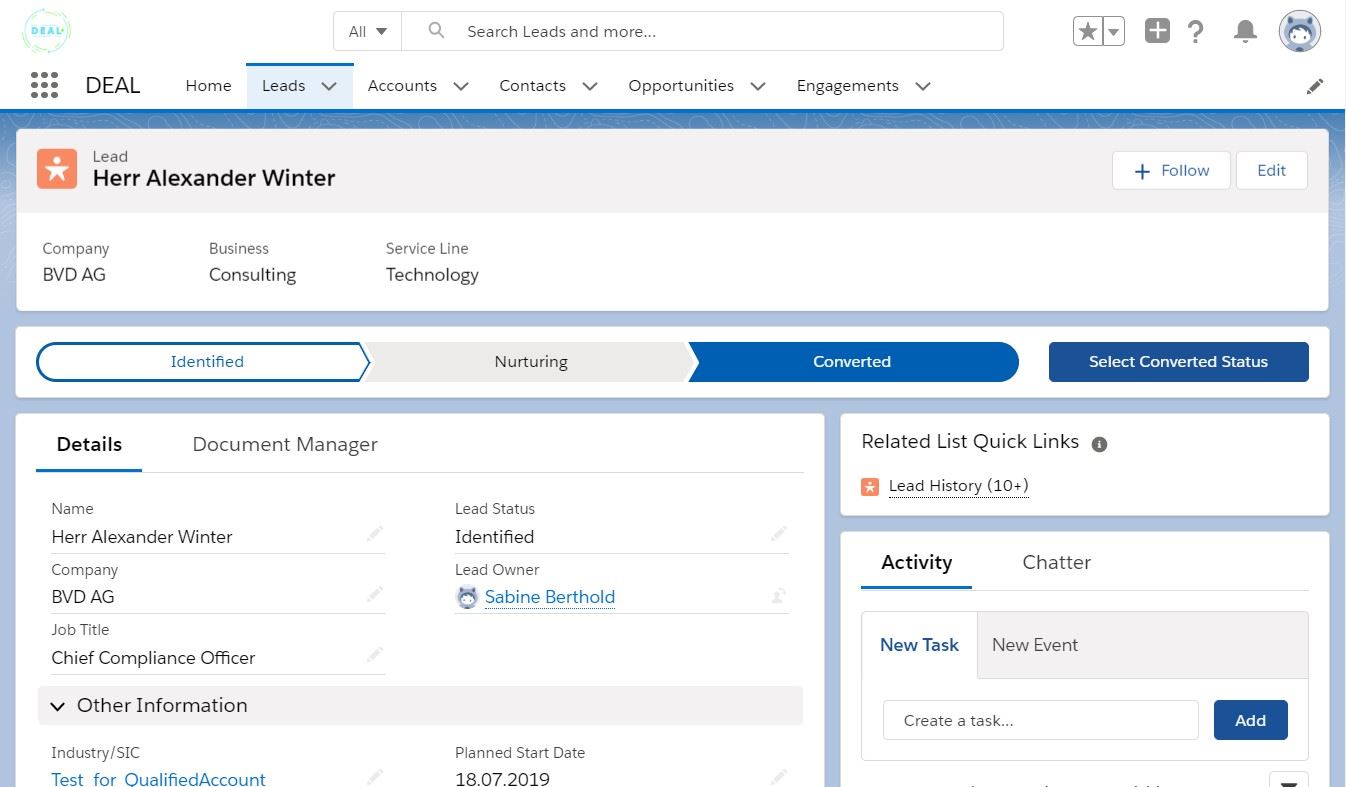 DEAL
All
Search Leads and more...
DEAL
Home
Leads
Accounts
Contacts
Opportunities
Engagements
Lead
Herr Alexander Winter
Follow
Edit
Company
Business
Service Line
BVD AG
Consulting
Technology
Identified
Nurturing
Converted
Select Converted Status
Details
Document Manager
Name
Herr Alexander Winter
Company
BVD AG
Job Title
Chief Compliance Officer
Lead Status
Identified
Lead Owner
Sabine Berthold
Other Information
Industry/SIC
Test_for_QualifiedAccount
Planned Start Date
18.07.2019
Related List Quick Links
Lead History (10+)
Activity
Chatter
New Task
New Event
Create a task...
Add